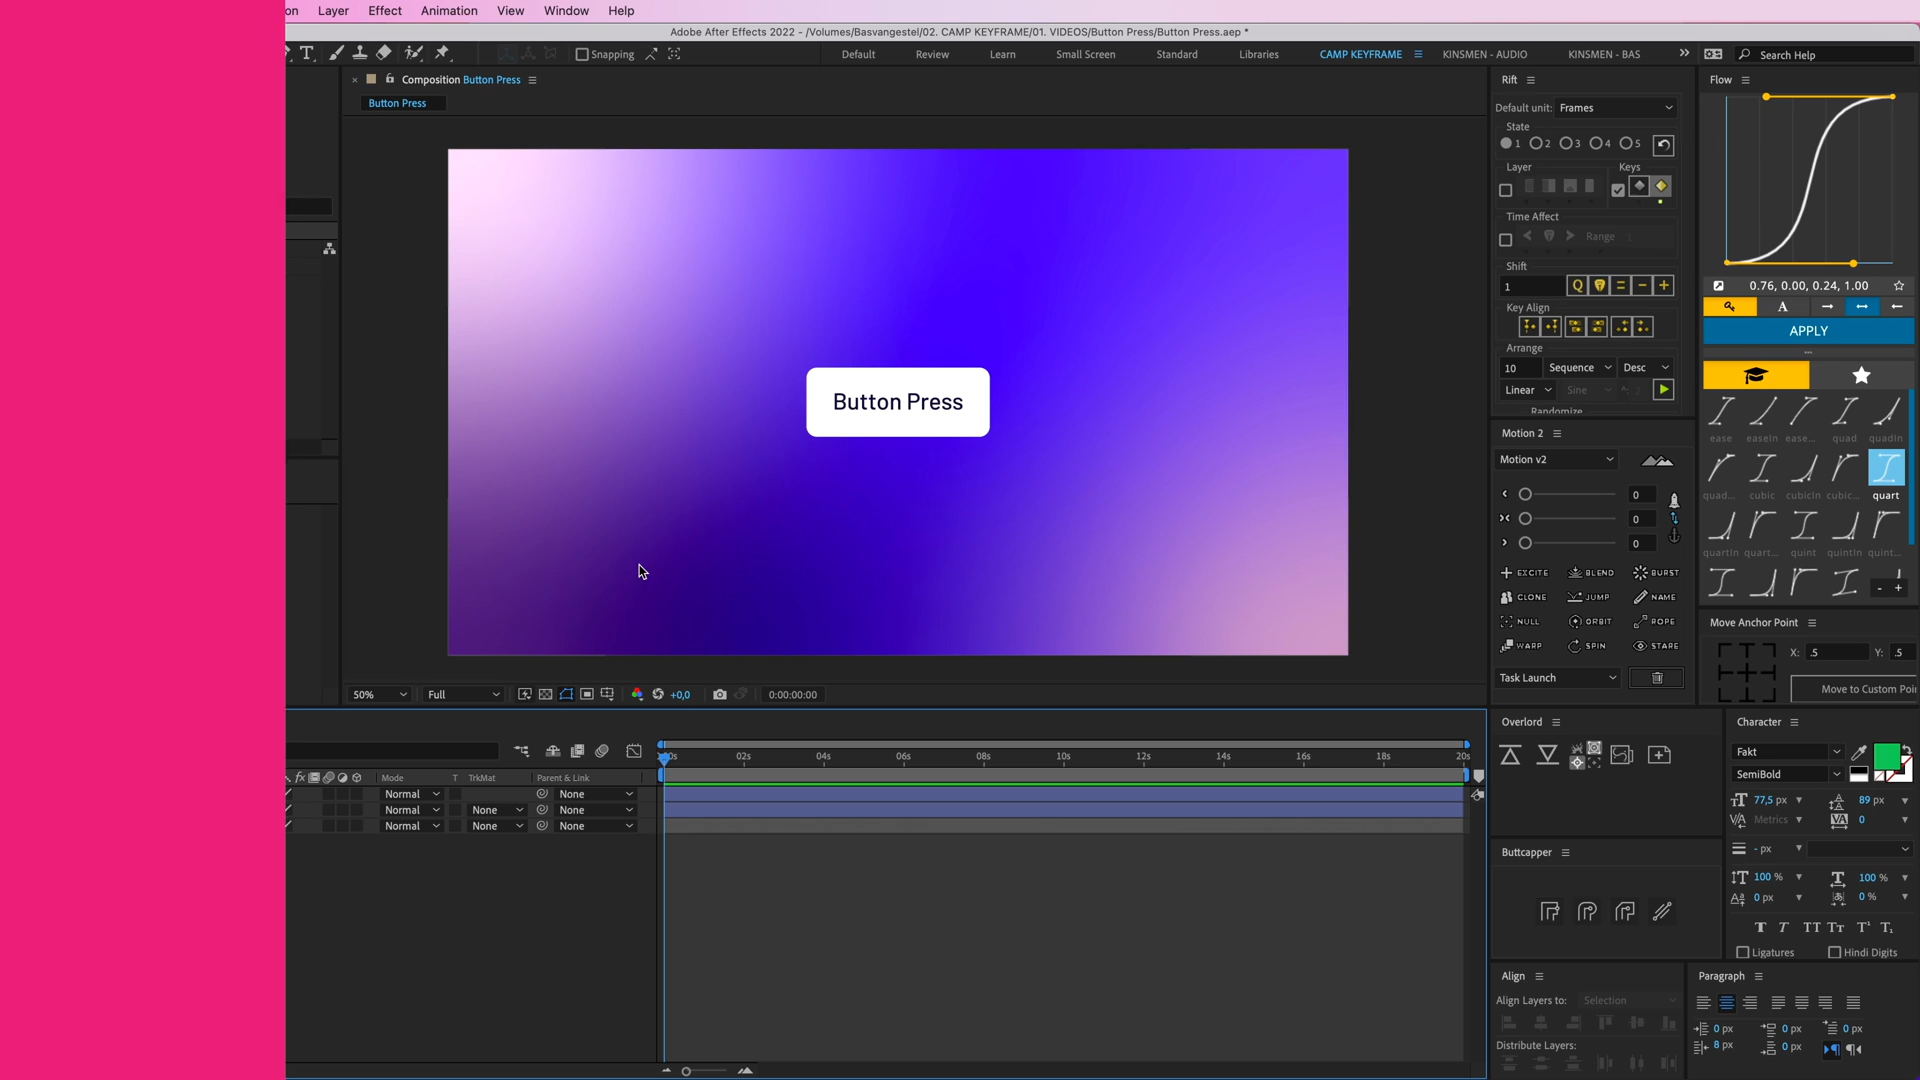 on Layer Effect Animation View Window Help
Adobe After Effects 2022 - /Volumes/Basvangestel/02. CAMP KEYFRAME/01. VIDEOS/Button Press/Button Press.aep *
Snapping
Default Review Learn Small Screen Standard Libraries CAMP KEYFRAME KINSMEN - AUDIO KINSMEN - BAS
Search Help
Composition Button Press
Button Press
Button Press
50% Full +0,0 0:00:00:00
Rift
Default unit: Frames
State
1 2 3 4 5
Layer Keys
Time Affect
Range 1
Shift
1 Q
Key Align
Arrange
10 Sequence Desc
Linear Sine
Randomize
Motion 2
Motion v2
0
0
0
EXCITE BLEND BURST
CLONE JUMP NAME
NULL ORBIT ROPE
WARP SPIN STARE
Task Launch
Flow
0.76, 0.00, 0.24, 1.00
A
APPLY
ease easeIn ease... quad quadIn
quad... cubic cubicIn cubic... quart
quartIn quart... quint quintIn quint...
- +
Move Anchor Point
X: .5 Y: .5
Move to Custom Poi
02s 04s 06s 08s 10s 12s 14s 16s 18s 20s
fx Mode T TrkMat Parent & Link
Normal None
Normal None None
Normal None None
Overlord
Buttcapper
Align
Align Layers to: Selection
Distribute Layers:
Character
Fakt
SemiBold
77,5 px 89 px
Metrics 0
- px
100 % 100 %
0 px 0 %
T T TT Tт T¹ T₁
Ligatures Hindi Digits
Paragraph
0 px 0 px 0 px
8 px 0 px